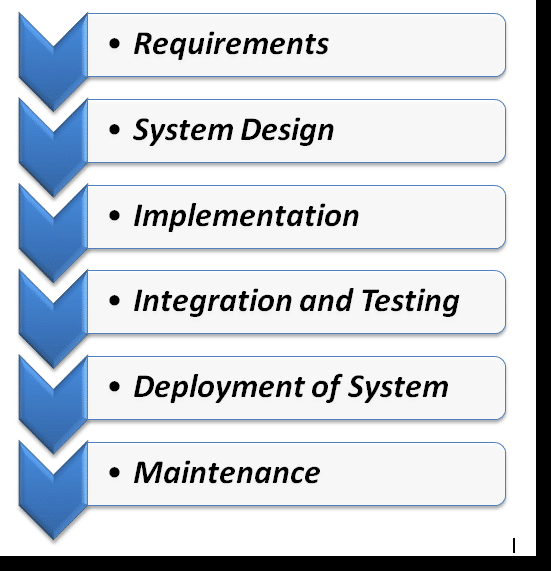 • Requirements
• System Design
• Implementation
• Integration and Testing
• Deployment of System
• Maintenance